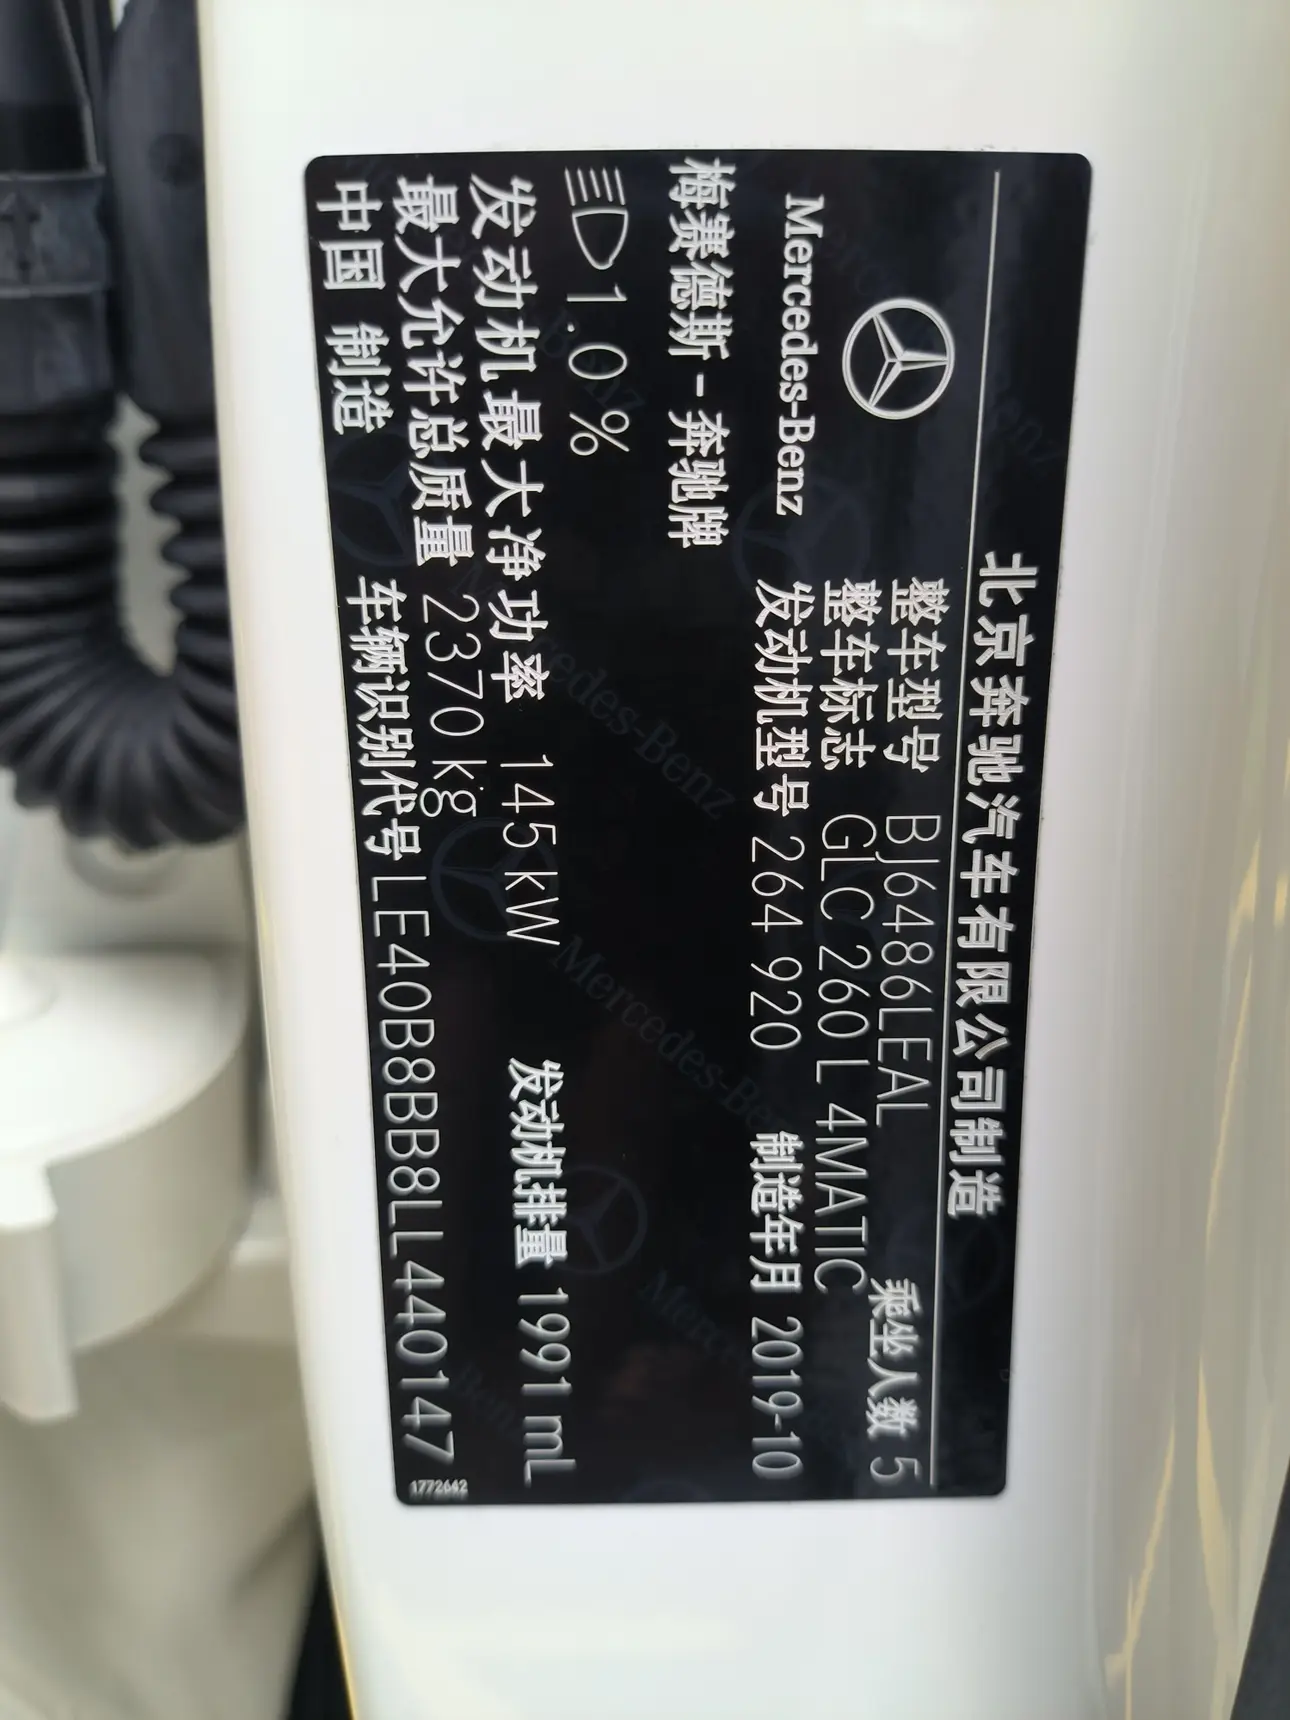 北京奔驰汽车有限公司制造
Mercedes-Benz
整车型号 BJ6486LEAL 乘坐人数 5
整车标志 GLC 260 L 4MATIC
发动机型号 264 920 制造年月 2019-10
梅赛德斯-奔驰牌
1.0 %
发动机最大净功率 145kW 发动机排量 1991 mL
最大允许总质量 2370kg
中国 制造 车辆识别代号 LE40B8BB8LL440147
1772642